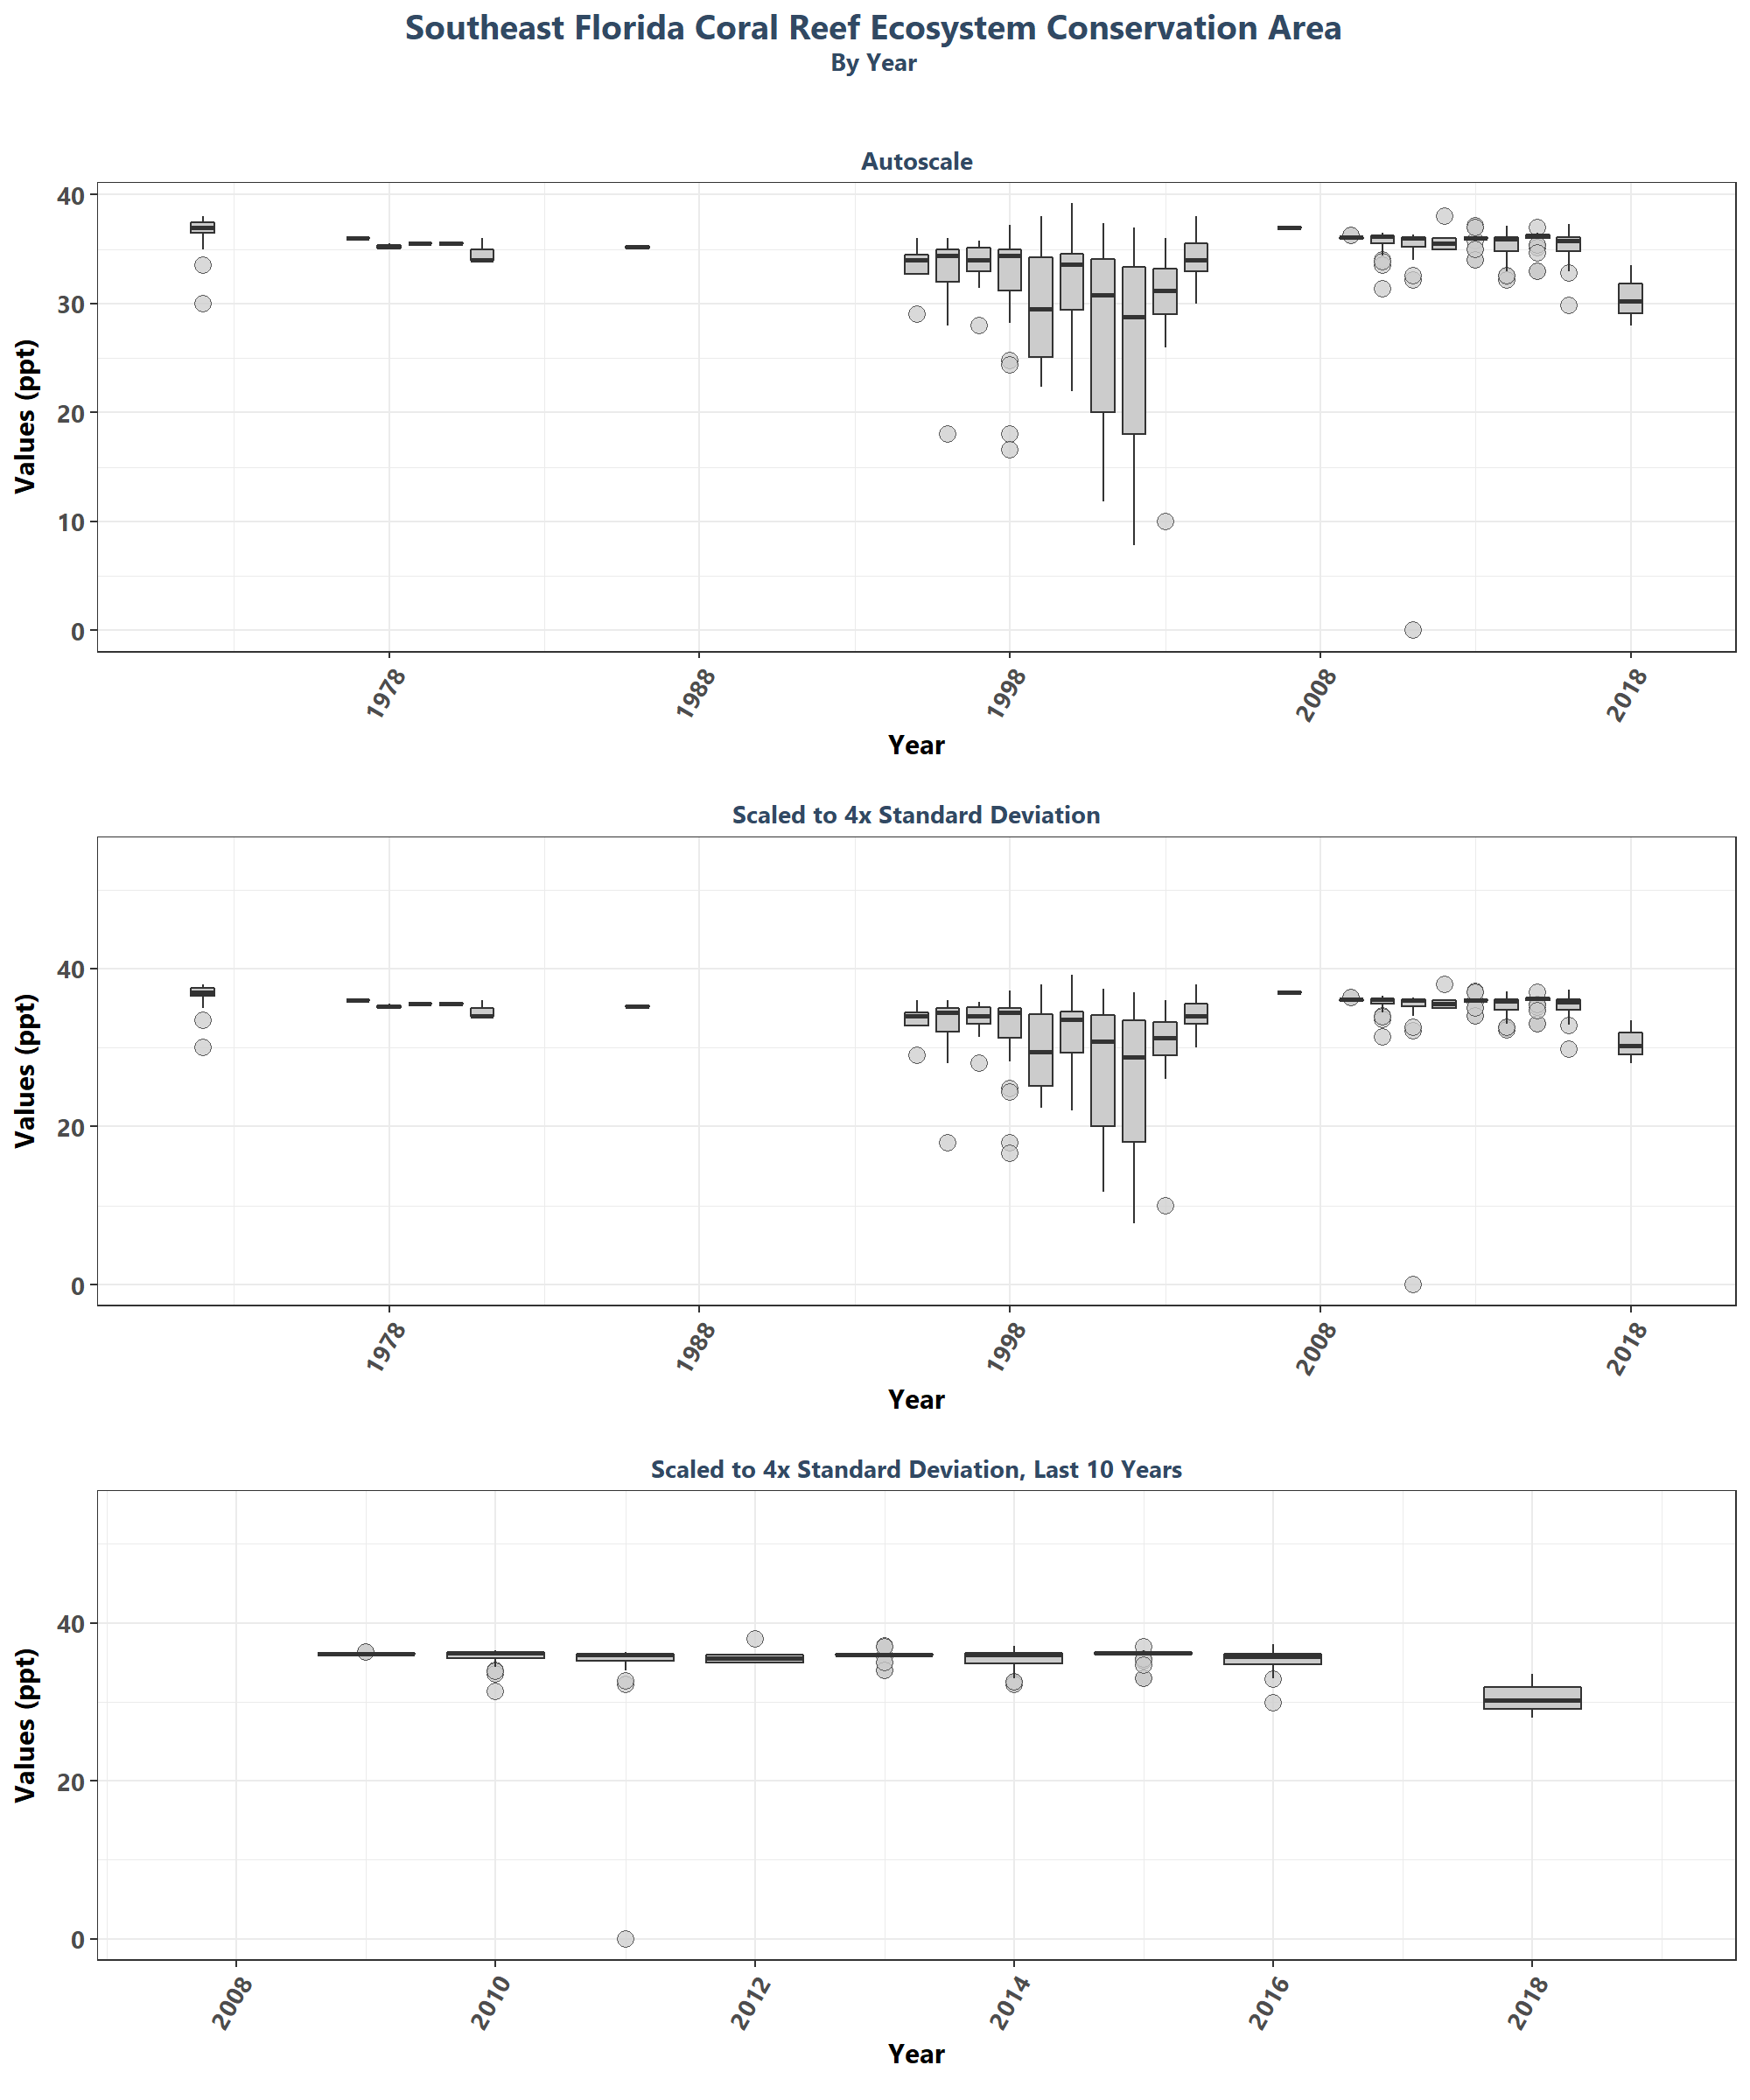 Southeast Florida Coral Reef Ecosystem Conservation Area
By Year
Autoscale
40
30
20
10
0
Values (ppt)
1978
1988
1998
2008
2018
Year
Scaled to 4x Standard Deviation
40
20
0
Values (ppt)
1978
1988
1998
2008
2018
Year
Scaled to 4x Standard Deviation, Last 10 Years
40
20
0
Values (ppt)
2008
2010
2012
2014
2016
2018
Year